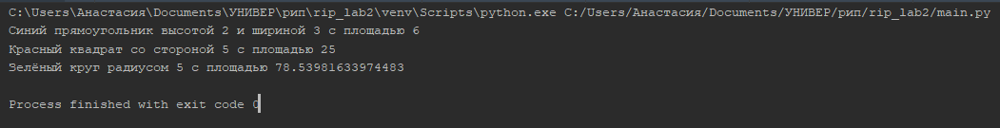 C:\Users\Анастасия\Documents\УНИВЕР\рип\rip_lab2\venv\Scripts\python.exe C:/Users/Анастасия/Documents/УНИВЕР/рип/rip_lab2/main.py
Синий прямоугольник высотой 2 и шириной 3 с площадью 6
Красный квадрат со стороной 5 с площадью 25
Зелёный круг радиусом 5 с площадью 78.53981633974483
Process finished with exit code 0